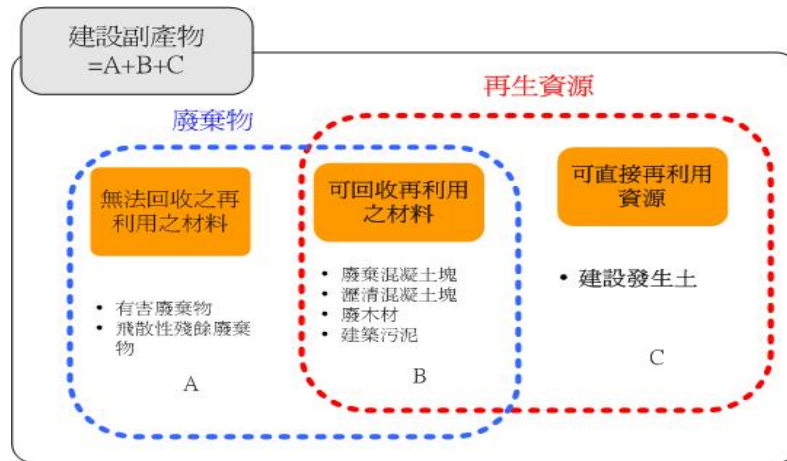 建設副產物
=A+B+C
再生資源
廢棄物
無法回收之再
利用之材料
• 有害廢棄物
• 飛散性殘餘廢棄
物
A
可回收再利用
之材料
• 廢棄混凝土塊
• 瀝清混凝土塊
• 廢木材
• 建築污泥
B
可直接再利用
資源
• 建設發生土
C